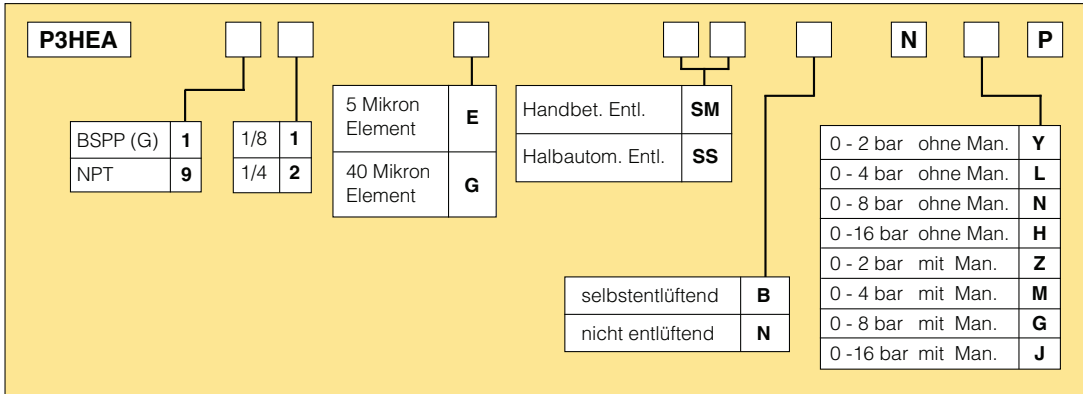 P3HEA N P
BSPP (G) 1
NPT 9
1/8 1
1/4 2
5 Mikron
Element E
40 Mikron
Element G
Handbet. Entl. SM
Halbautom. Entl. SS
selbstentlüftend B
nicht entlüftend N
0 - 2 bar ohne Man. Y
0 - 4 bar ohne Man. L
0 - 8 bar ohne Man. N
0 -16 bar ohne Man. H
0 - 2 bar mit Man. Z
0 - 4 bar mit Man. M
0 - 8 bar mit Man. G
0 -16 bar mit Man. J